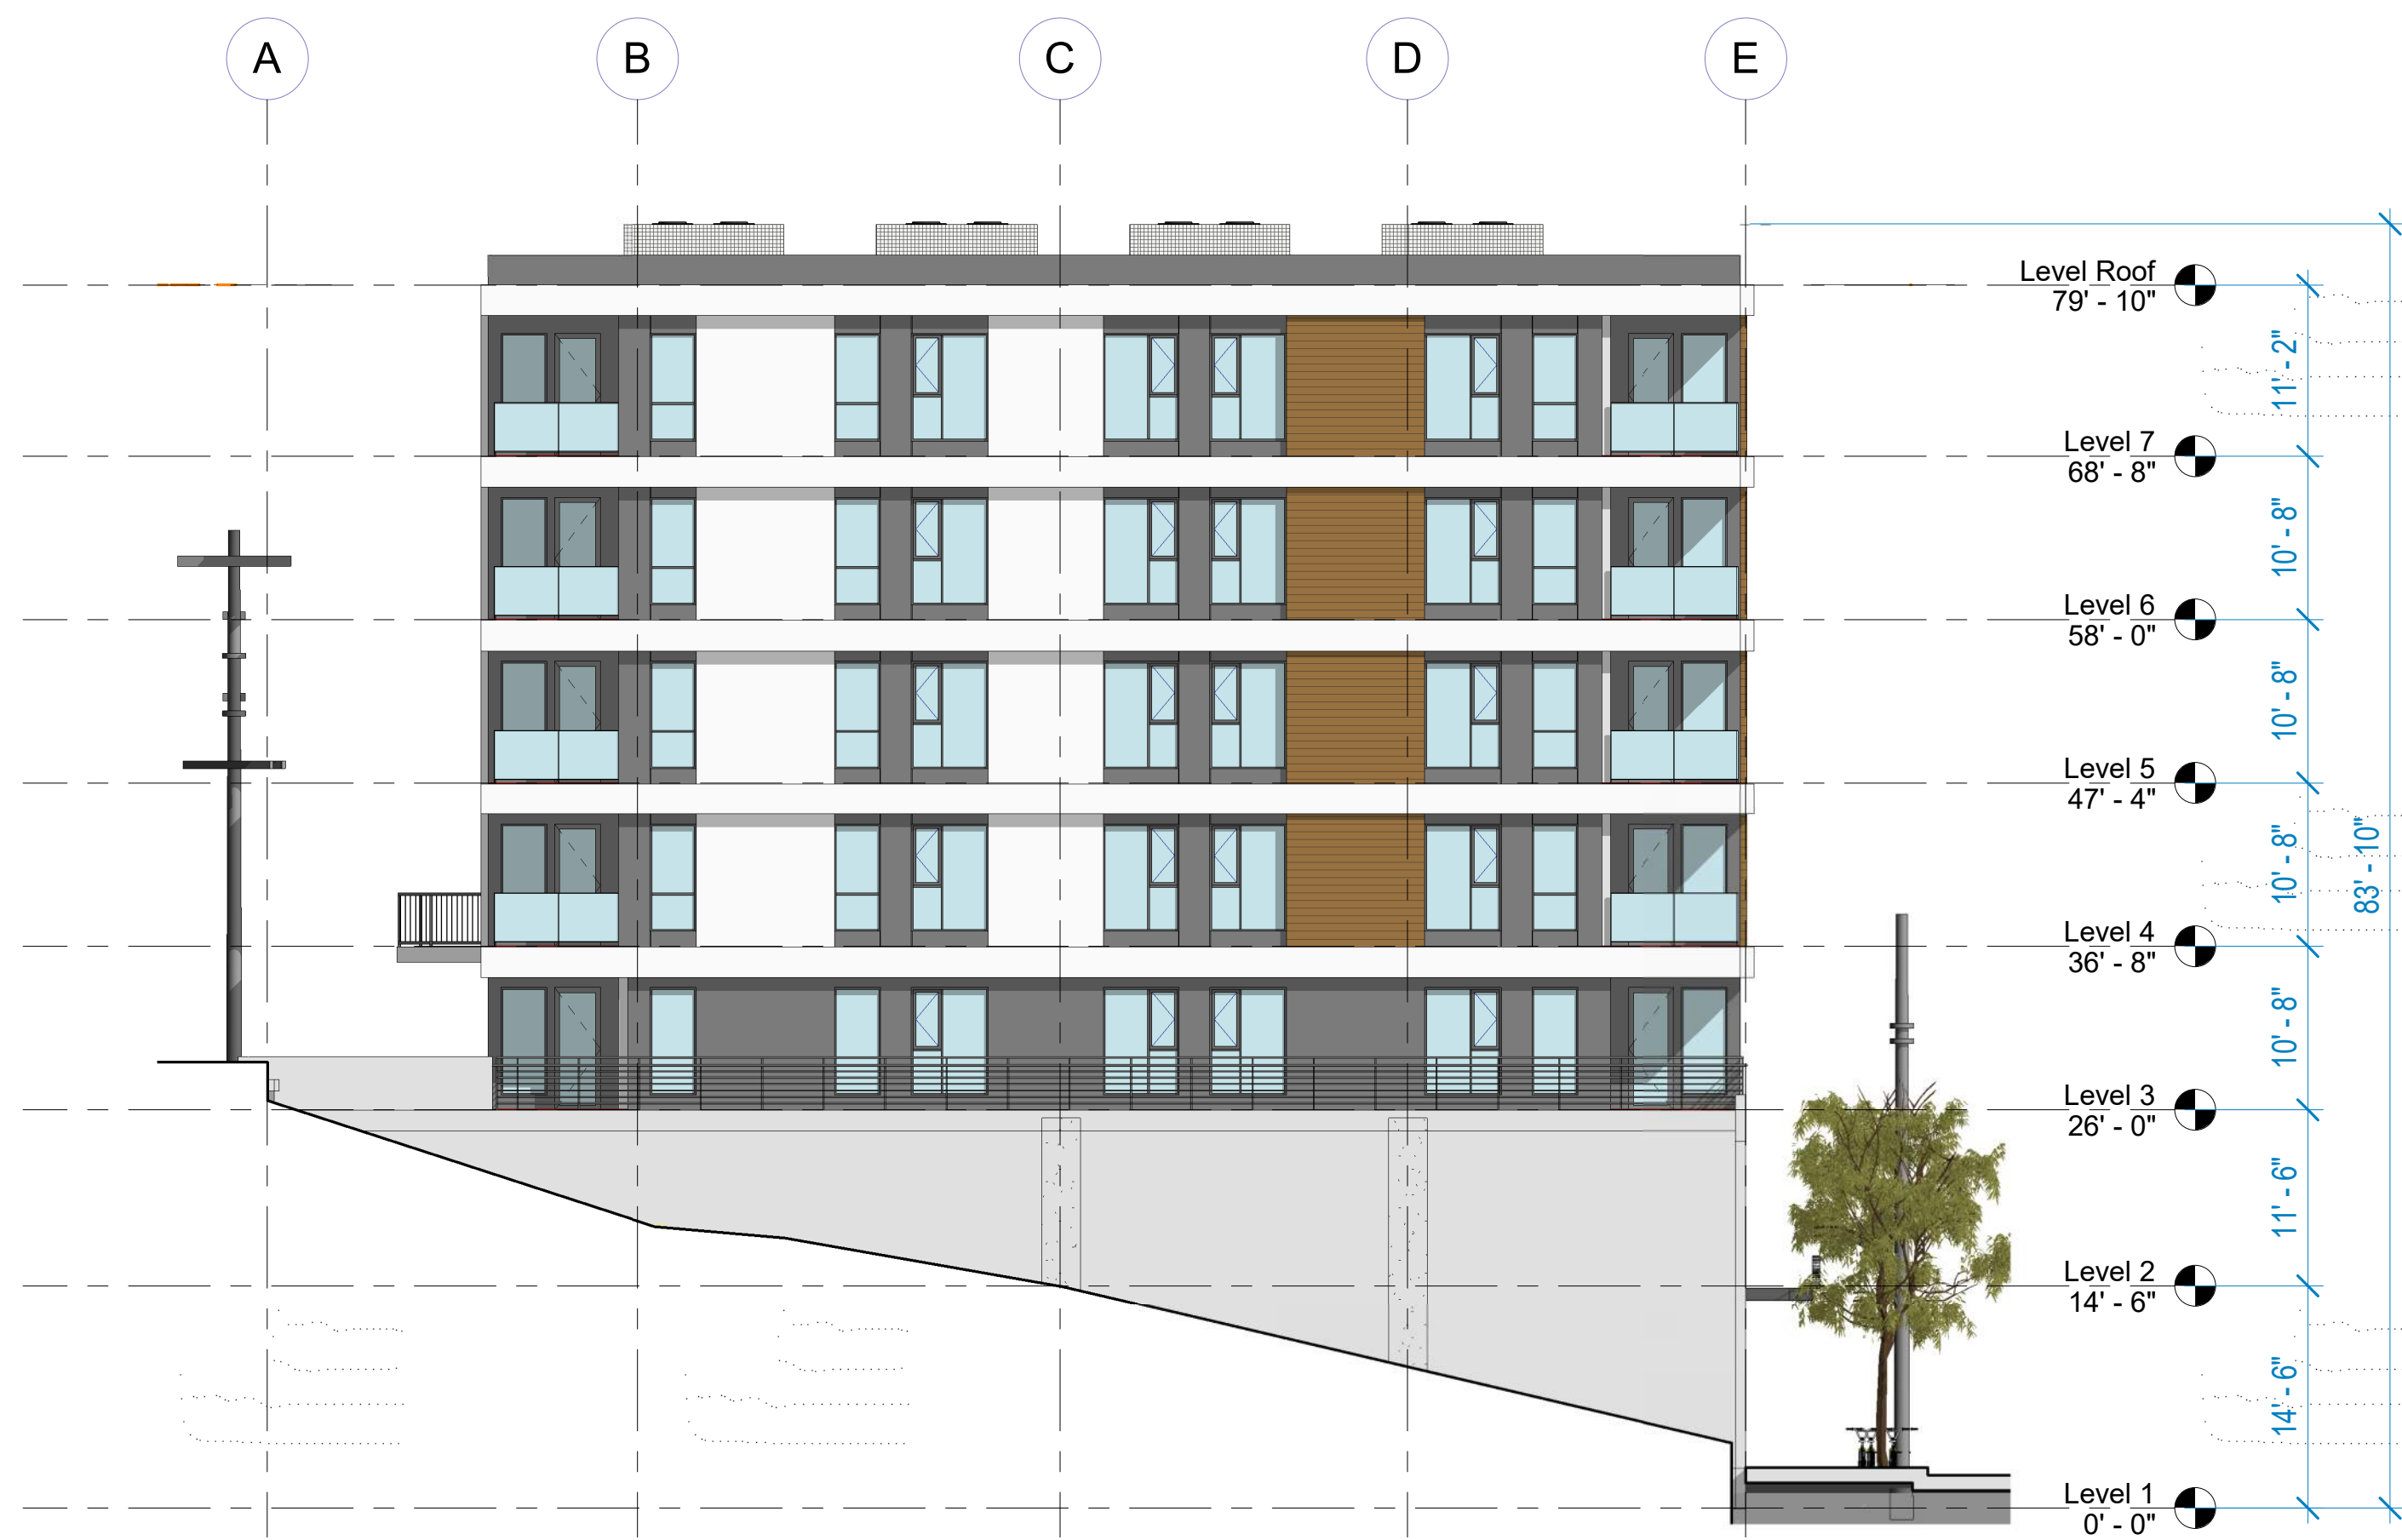 A
B
C
D
E
Level Roof
79' - 10"
11' - 2"
Level 7
68' - 8"
10' - 8"
Level 6
58' - 0"
10' - 8"
Level 5
47' - 4"
10' - 8"
83' - 10"
Level 4
36' - 8"
10' - 8"
Level 3
26' - 0"
11' - 6"
Level 2
14' - 6"
14' - 6"
Level 1
0' - 0"